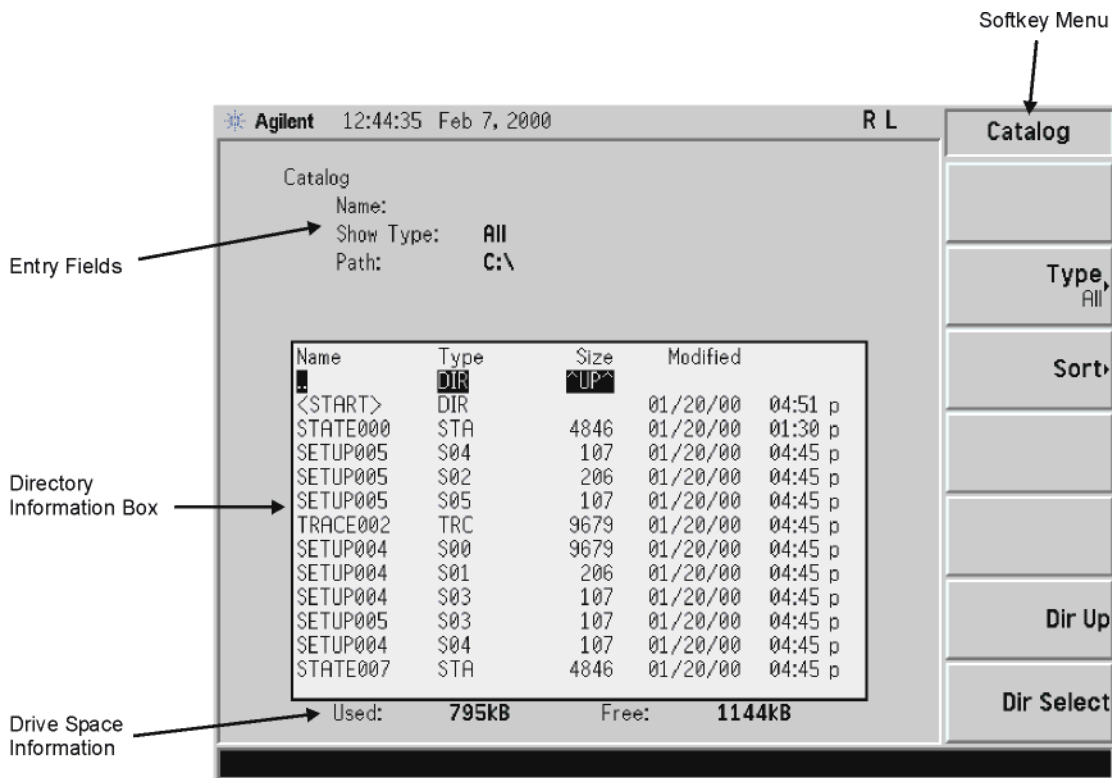 Softkey Menu
Agilent 12:44:35 Feb 7, 2000 R L
Catalog
Catalog
Name:
Show Type: All
Path: C:\
Entry Fields
Type
All
Sort
Name Type Size Modified
.. DIR ^UP^
<START> DIR 01/20/00 04:51 p
STATE000 STA 4846 01/20/00 01:30 p
SETUP005 S04 107 01/20/00 04:45 p
SETUP005 S02 206 01/20/00 04:45 p
SETUP005 S05 107 01/20/00 04:45 p
TRACE002 TRC 9679 01/20/00 04:45 p
SETUP004 S00 9679 01/20/00 04:45 p
SETUP004 S01 206 01/20/00 04:45 p
SETUP004 S03 107 01/20/00 04:45 p
SETUP005 S03 107 01/20/00 04:45 p
SETUP004 S04 107 01/20/00 04:45 p
STATE007 STA 4846 01/20/00 04:45 p
Directory
Information Box
Dir Up
Dir Select
Used: 795kB Free: 1144kB
Drive Space
Information